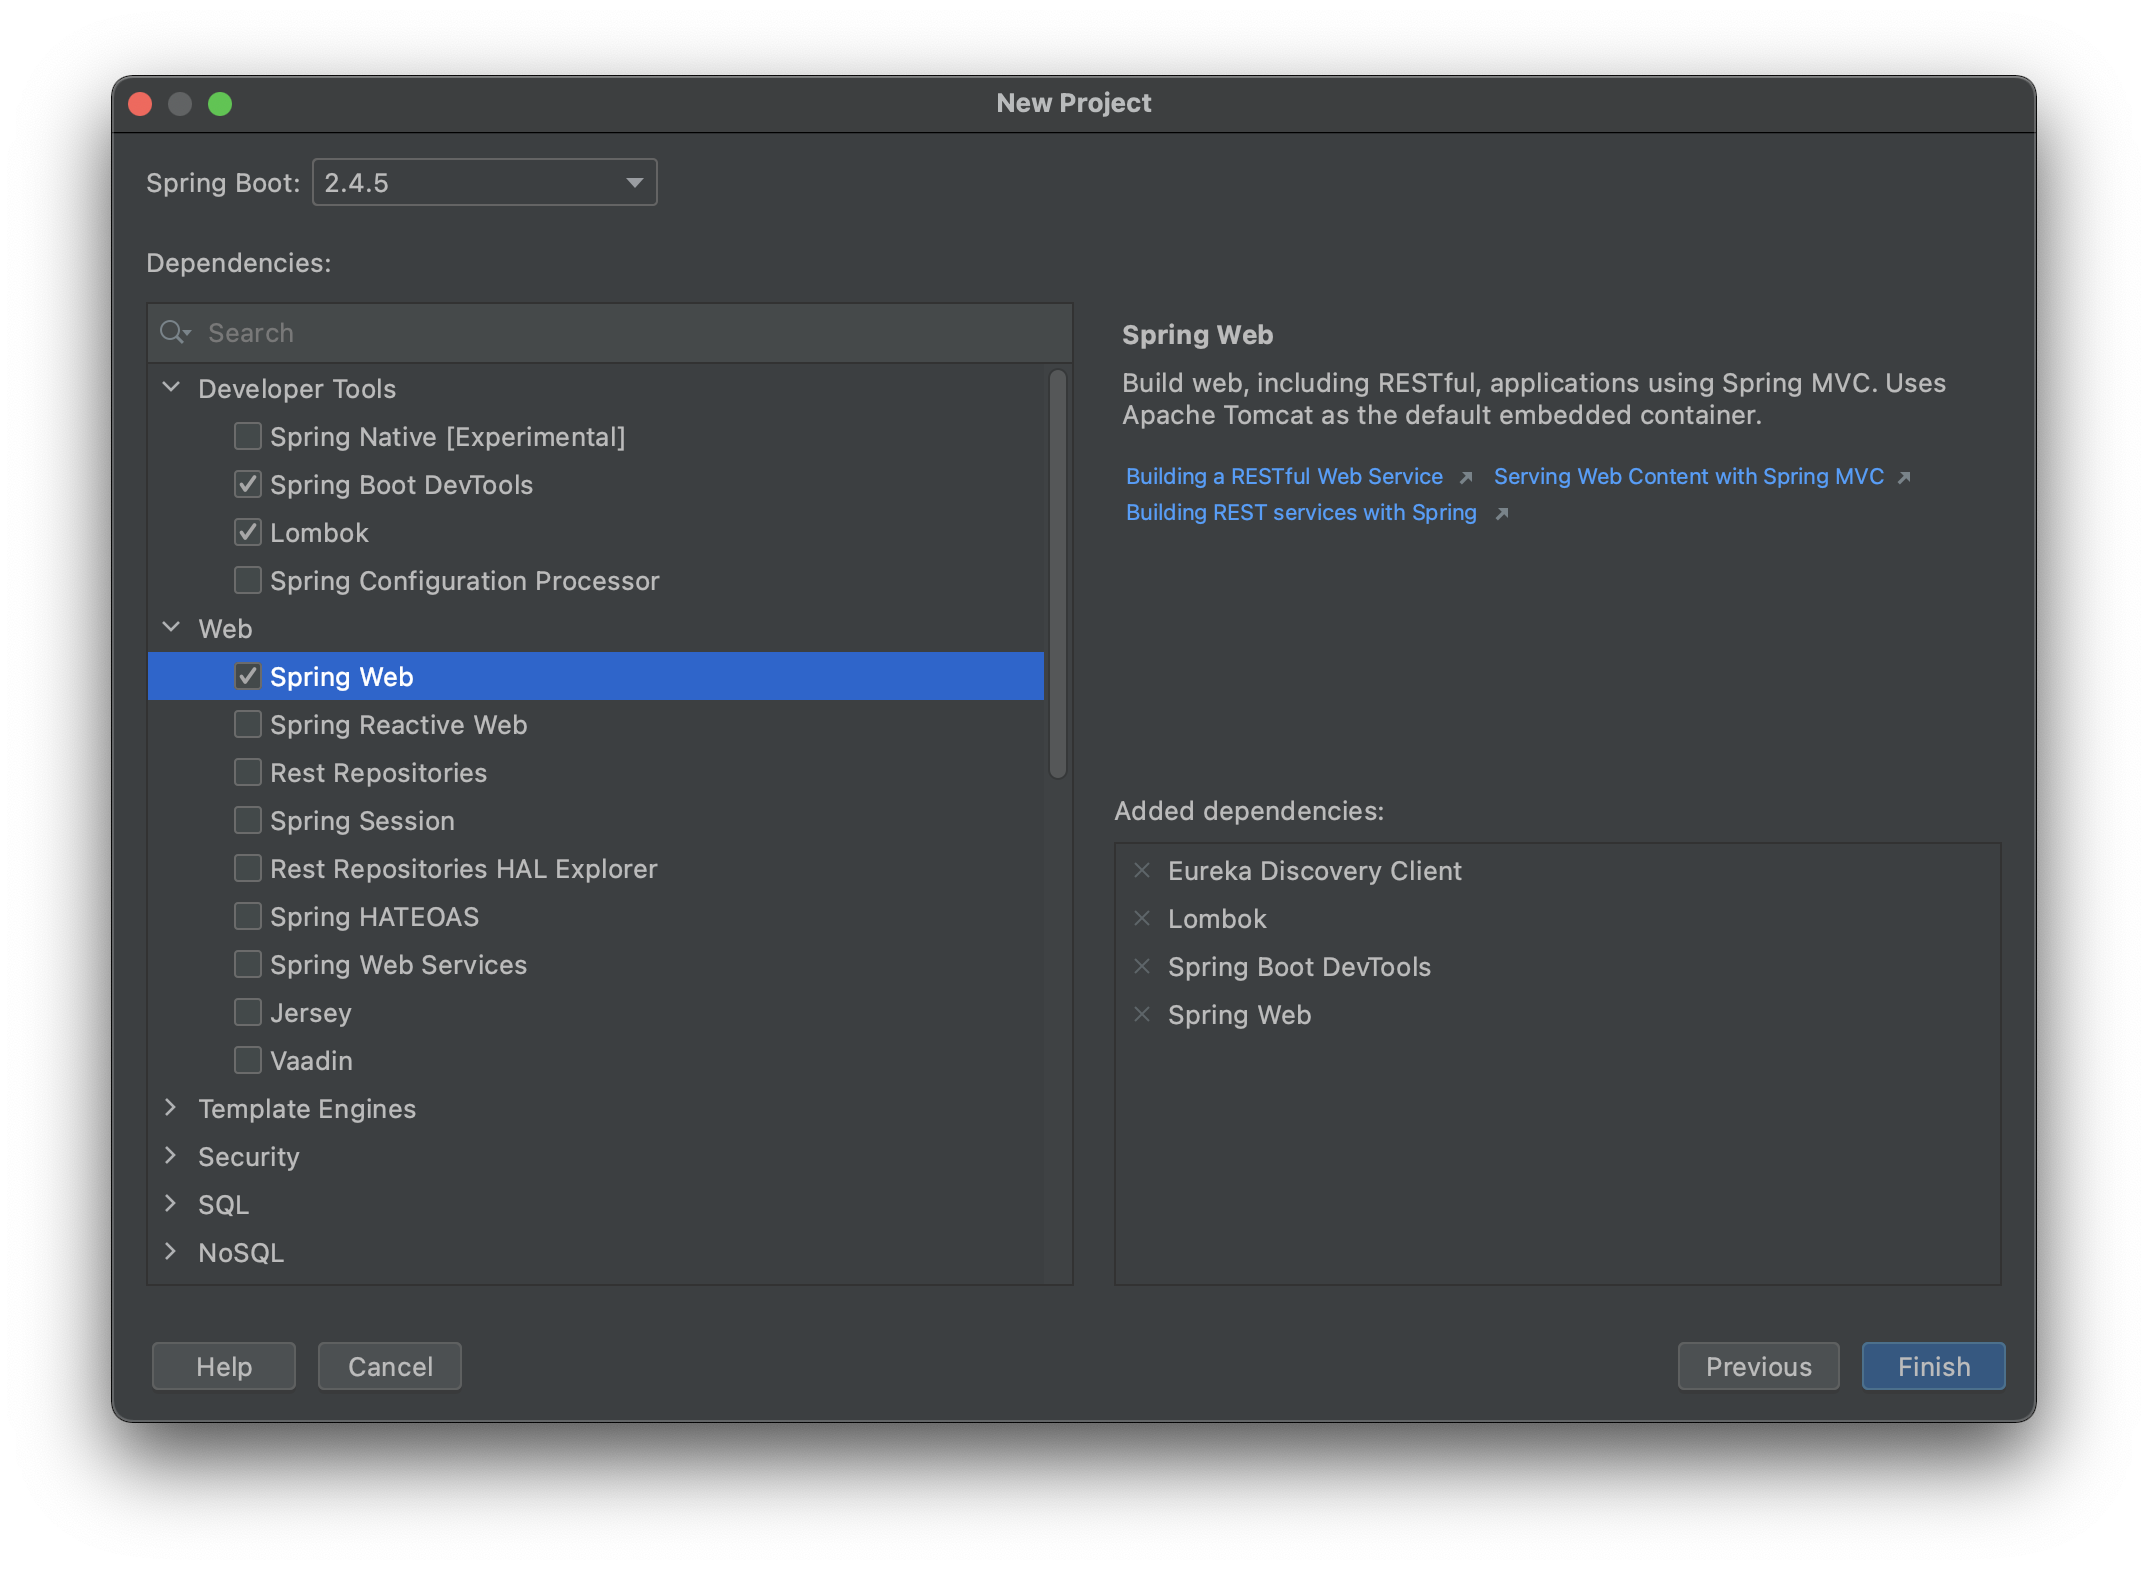 New Project
Spring Boot: 2.4.5
Dependencies:
Search
Developer Tools
Spring Native [Experimental]
Spring Boot DevTools
Lombok
Spring Configuration Processor
Web
Spring Web
Spring Reactive Web
Rest Repositories
Spring Session
Rest Repositories HAL Explorer
Spring HATEOAS
Spring Web Services
Jersey
Vaadin
Template Engines
Security
SQL
NoSQL
Spring Web
Build web, including RESTful, applications using Spring MVC. Uses
Apache Tomcat as the default embedded container.
Building a RESTful Web Service Serving Web Content with Spring MVC
Building REST services with Spring
Added dependencies:
Eureka Discovery Client
Lombok
Spring Boot DevTools
Spring Web
Help Cancel Previous Finish